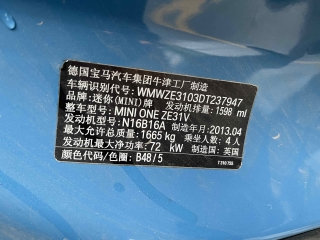 德国宝马汽车集团牛津工厂制造
车辆识别代号: WMWZE3103DT237947
品牌: 迷你(MINI)牌 发动机排量: 1598 ml
整车型号: MINI ONE ZE31V
发动机型号: N16B16A 制造年月: 2013.04
最大总质量: 1665 kg 乘坐人数: 4 人
发动机最大净功率: 72 kW 制造国: 英国
颜色代码/色圈: B48/5